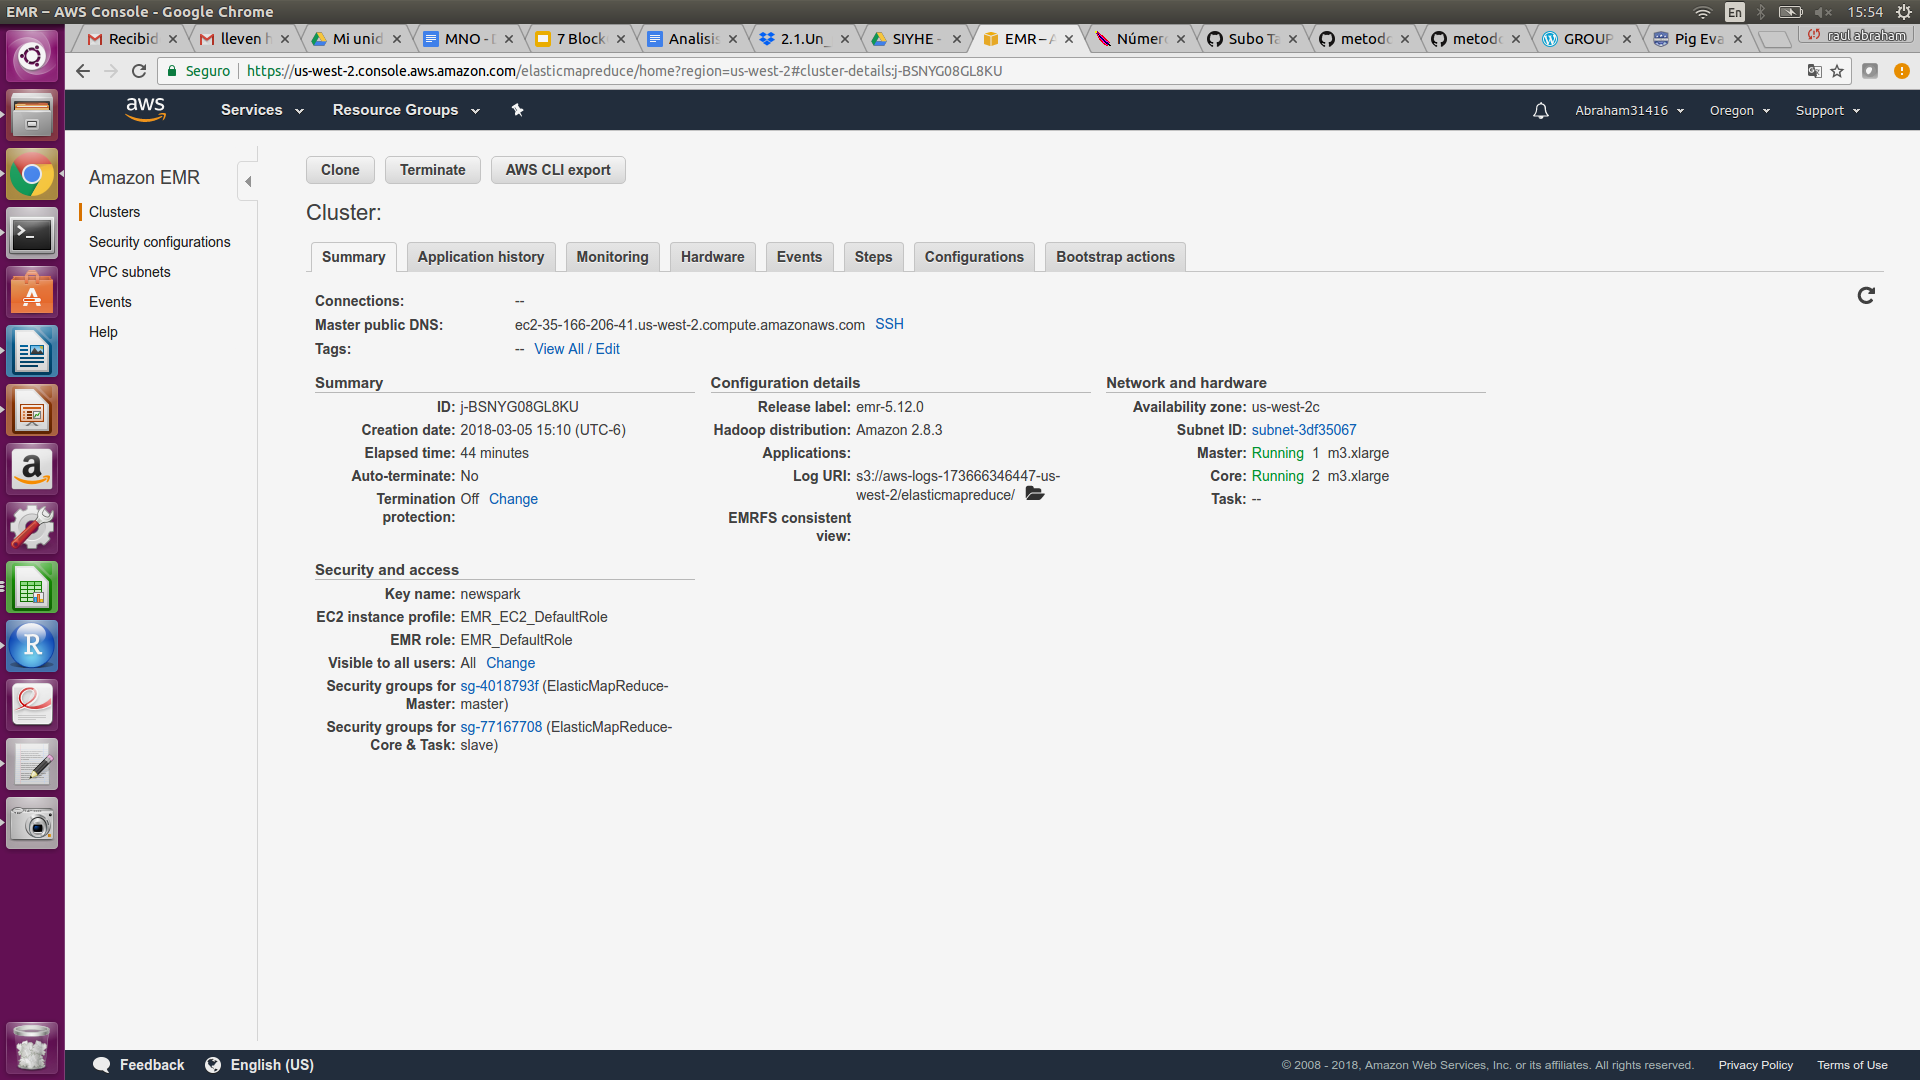 EMR – AWS Console - Google Chrome
En
15:54
Recibid
lleven h
Mi unid
MNO - D
7 Block
Analisis
2.1.Un_
SIYHE -
EMR – A
Número
Subo Ta
metodo
metodo
GROUP
Pig Eva
raul abraham
Seguro
https://us-west-2.console.aws.amazon.com/elasticmapreduce/home?region=us-west-2#cluster-details:j-BSNYG08GL8KU
aws
Services
Resource Groups
Abraham31416
Oregon
Support
Amazon EMR
Clusters
Security configurations
VPC subnets
Events
Help
Clone
Terminate
AWS CLI export
Cluster:
Summary
Application history
Monitoring
Hardware
Events
Steps
Configurations
Bootstrap actions
Connections: --
Master public DNS: ec2-35-166-206-41.us-west-2.compute.amazonaws.com SSH
Tags: -- View All / Edit
Summary
ID: j-BSNYG08GL8KU
Creation date: 2018-03-05 15:10 (UTC-6)
Elapsed time: 44 minutes
Auto-terminate: No
Termination Off Change
protection:
Configuration details
Release label: emr-5.12.0
Hadoop distribution: Amazon 2.8.3
Applications:
Log URI: s3://aws-logs-173666346447-us-
west-2/elasticmapreduce/
EMRFS consistent
view:
Network and hardware
Availability zone: us-west-2c
Subnet ID: subnet-3df35067
Master: Running 1 m3.xlarge
Core: Running 2 m3.xlarge
Task: --
Security and access
Key name: newspark
EC2 instance profile: EMR_EC2_DefaultRole
EMR role: EMR_DefaultRole
Visible to all users: All Change
Security groups for sg-4018793f (ElasticMapReduce-
Master: master)
Security groups for sg-77167708 (ElasticMapReduce-
Core & Task: slave)
Feedback
English (US)
© 2008 - 2018, Amazon Web Services, Inc. or its affiliates. All rights reserved.
Privacy Policy
Terms of Use